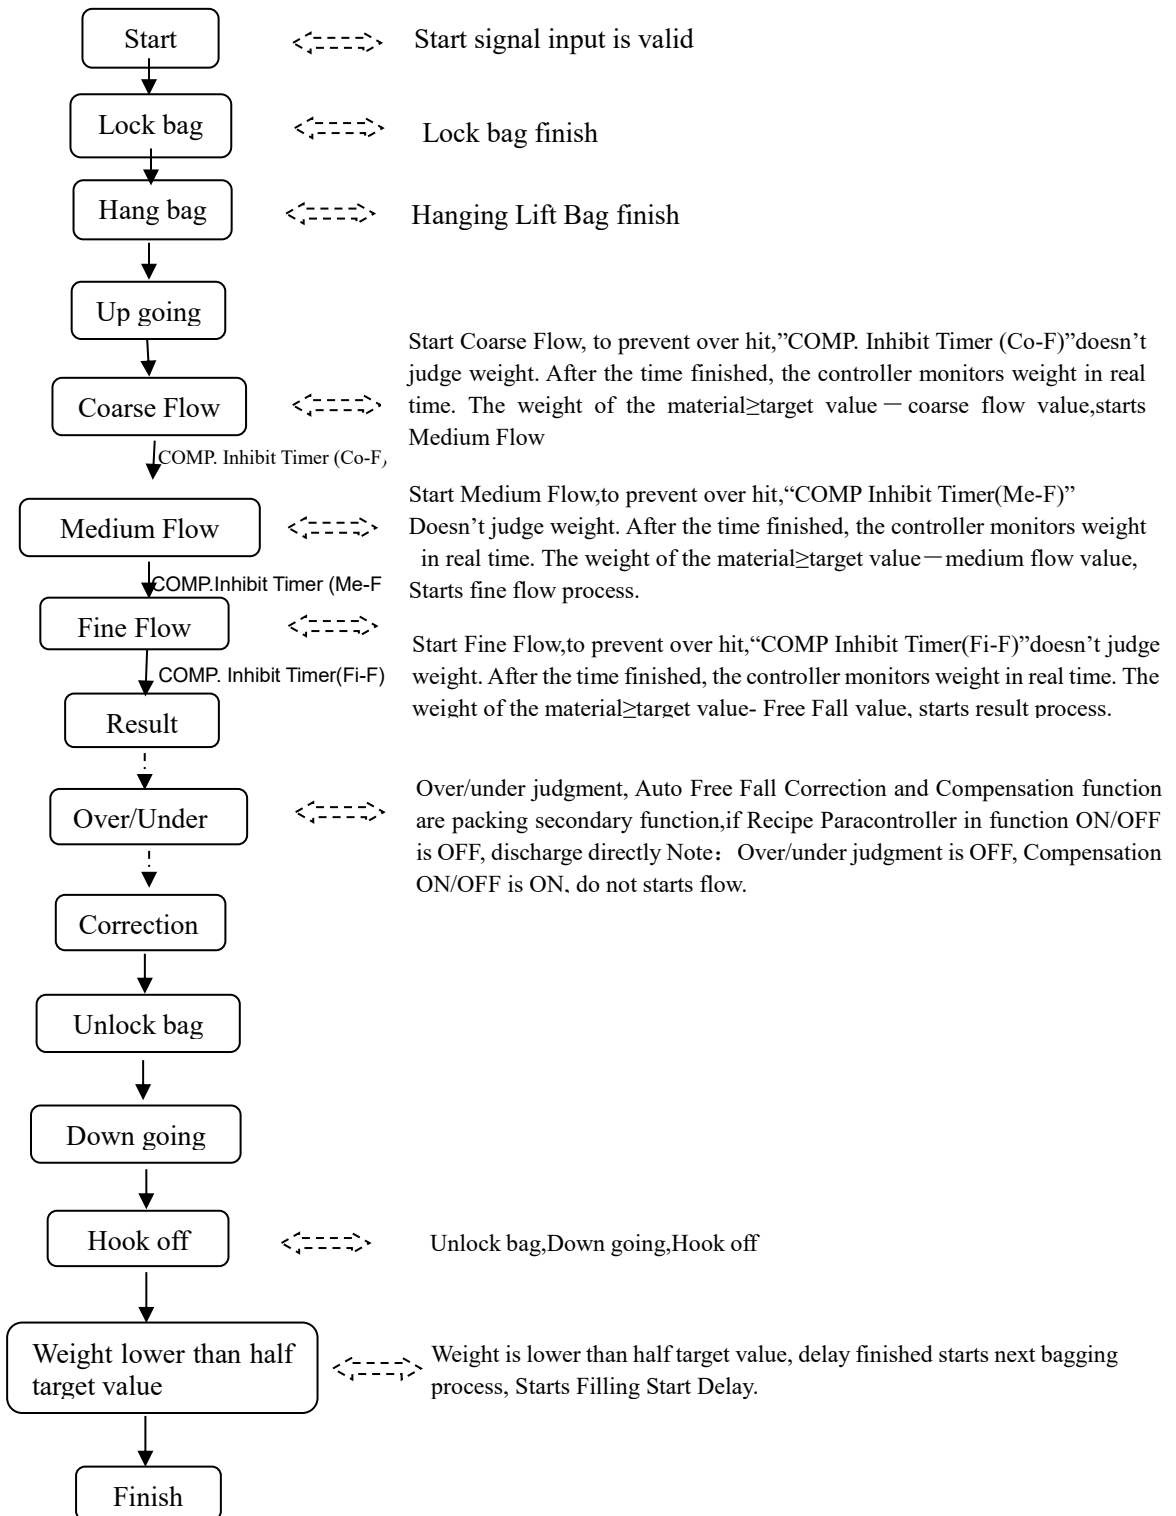 Start
Start signal input is valid
Lock bag
Lock bag finish
Hang bag
Hanging Lift Bag finish
Up going
Start Coarse Flow, to prevent over hit,”COMP. Inhibit Timer (Co-F)”doesn’t
judge weight. After the time finished, the controller monitors weight in real
time. The weight of the material≥target value－coarse flow value,starts
Medium Flow
Coarse Flow
COMP. Inhibit Timer (Co-F)
Start Medium Flow,to prevent over hit,“COMP Inhibit Timer(Me-F)”
Doesn’t judge weight. After the time finished, the controller monitors weight
in real time. The weight of the material≥target value－medium flow value,
Starts fine flow process.
Medium Flow
COMP.Inhibit Timer (Me-F
Fine Flow
Start Fine Flow,to prevent over hit,“COMP Inhibit Timer(Fi-F)”doesn’t judge
weight. After the time finished, the controller monitors weight in real time. The
weight of the material≥target value- Free Fall value, starts result process.
COMP. Inhibit Timer(Fi-F)
Result
Over/under judgment, Auto Free Fall Correction and Compensation function
are packing secondary function,if Recipe Paracontroller in function ON/OFF
is OFF, discharge directly Note：Over/under judgment is OFF, Compensation
ON/OFF is ON, do not starts flow.
Over/Under
Correction
Unlock bag
Down going
Hook off
Unlock bag,Down going,Hook off
Weight lower than half
target value
Weight is lower than half target value, delay finished starts next bagging
process, Starts Filling Start Delay.
Finish